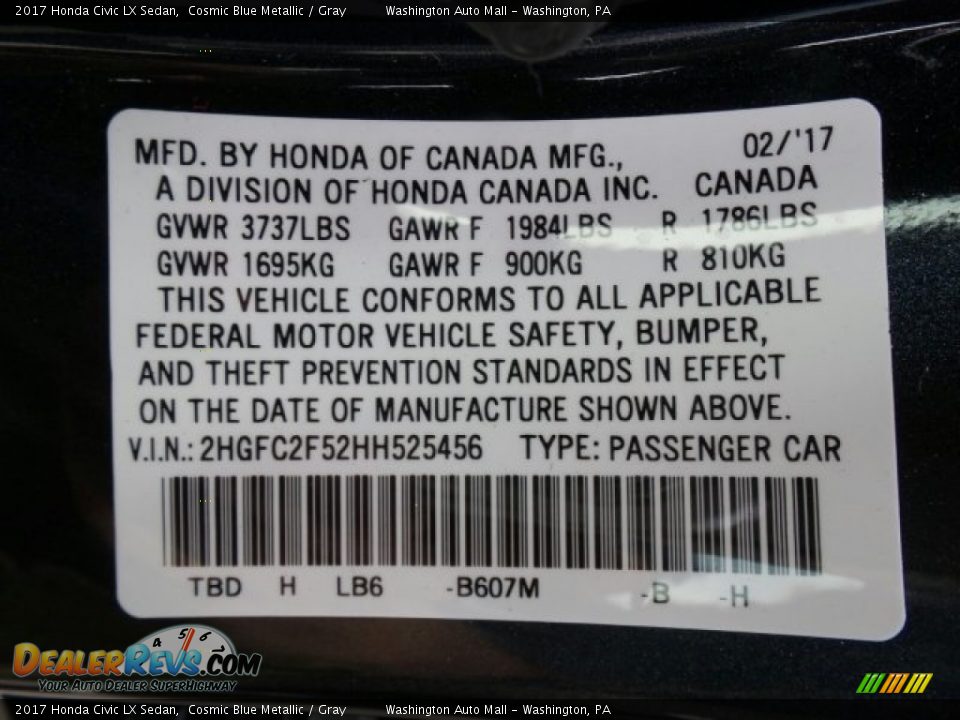 2017 Honda Civic LX Sedan,  Cosmic Blue Metallic / Gray        Washington Auto Mall - Washington, PA
MFD. BY HONDA OF CANADA MFG., 02/'17
A DIVISION OF HONDA CANADA INC. CANADA
GVWR 3737LBS GAWR F 1984LBS R 1786LBS
GVWR 1695KG GAWR F 900KG R 810KG
THIS VEHICLE CONFORMS TO ALL APPLICABLE
FEDERAL MOTOR VEHICLE SAFETY, BUMPER,
AND THEFT PREVENTION STANDARDS IN EFFECT
ON THE DATE OF MANUFACTURE SHOWN ABOVE.
V.I.N.: 2HGFC2F52HH525456 TYPE: PASSENGER CAR
TBD H LB6 -B607M -B -H
4 5 6
DEALERREVS.COM
YOUR AUTO DEALER SUPERHIGHWAY
2017 Honda Civic LX Sedan,  Cosmic Blue Metallic / Gray        Washington Auto Mall - Washington, PA